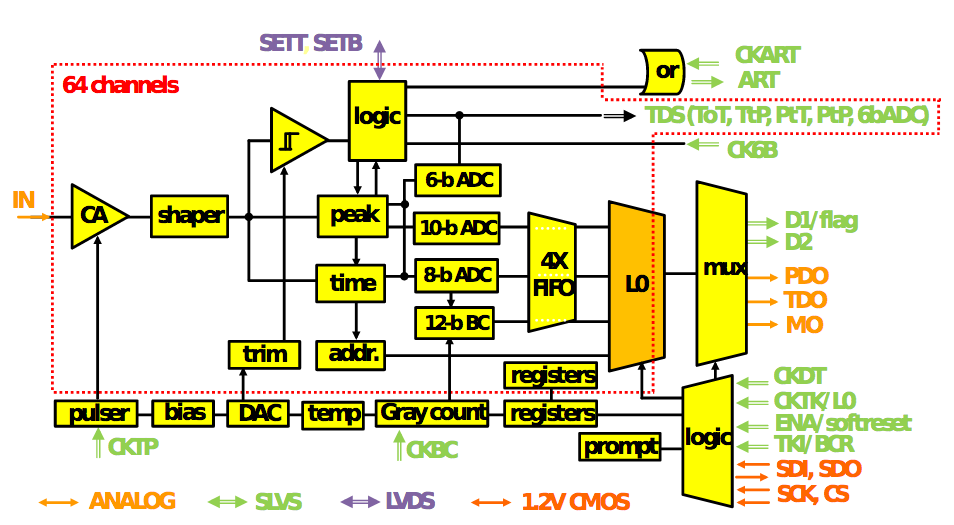 SETT, SETB
64 channels
or
CKART
ART
logic
TDS (ToT, TtP, PtT, PtP, 6bADC)
CK6B
6-b ADC
IN
CA
shaper
peak
10-b ADC
4X
FIFO
L0
mux
D1/flag
D2
time
8-b ADC
PDO
TDO
12-b BC
MO
trim
addr.
registers
CKDT
pulser
bias
DAC
temp
Gray count
registers
CKTK/L0
logic
ENA/softreset
CKTP
CKBC
prompt
TKI/BCR
SDI, SDO
SCK, CS
ANALOG
SLVS
LVDS
1.2V CMOS